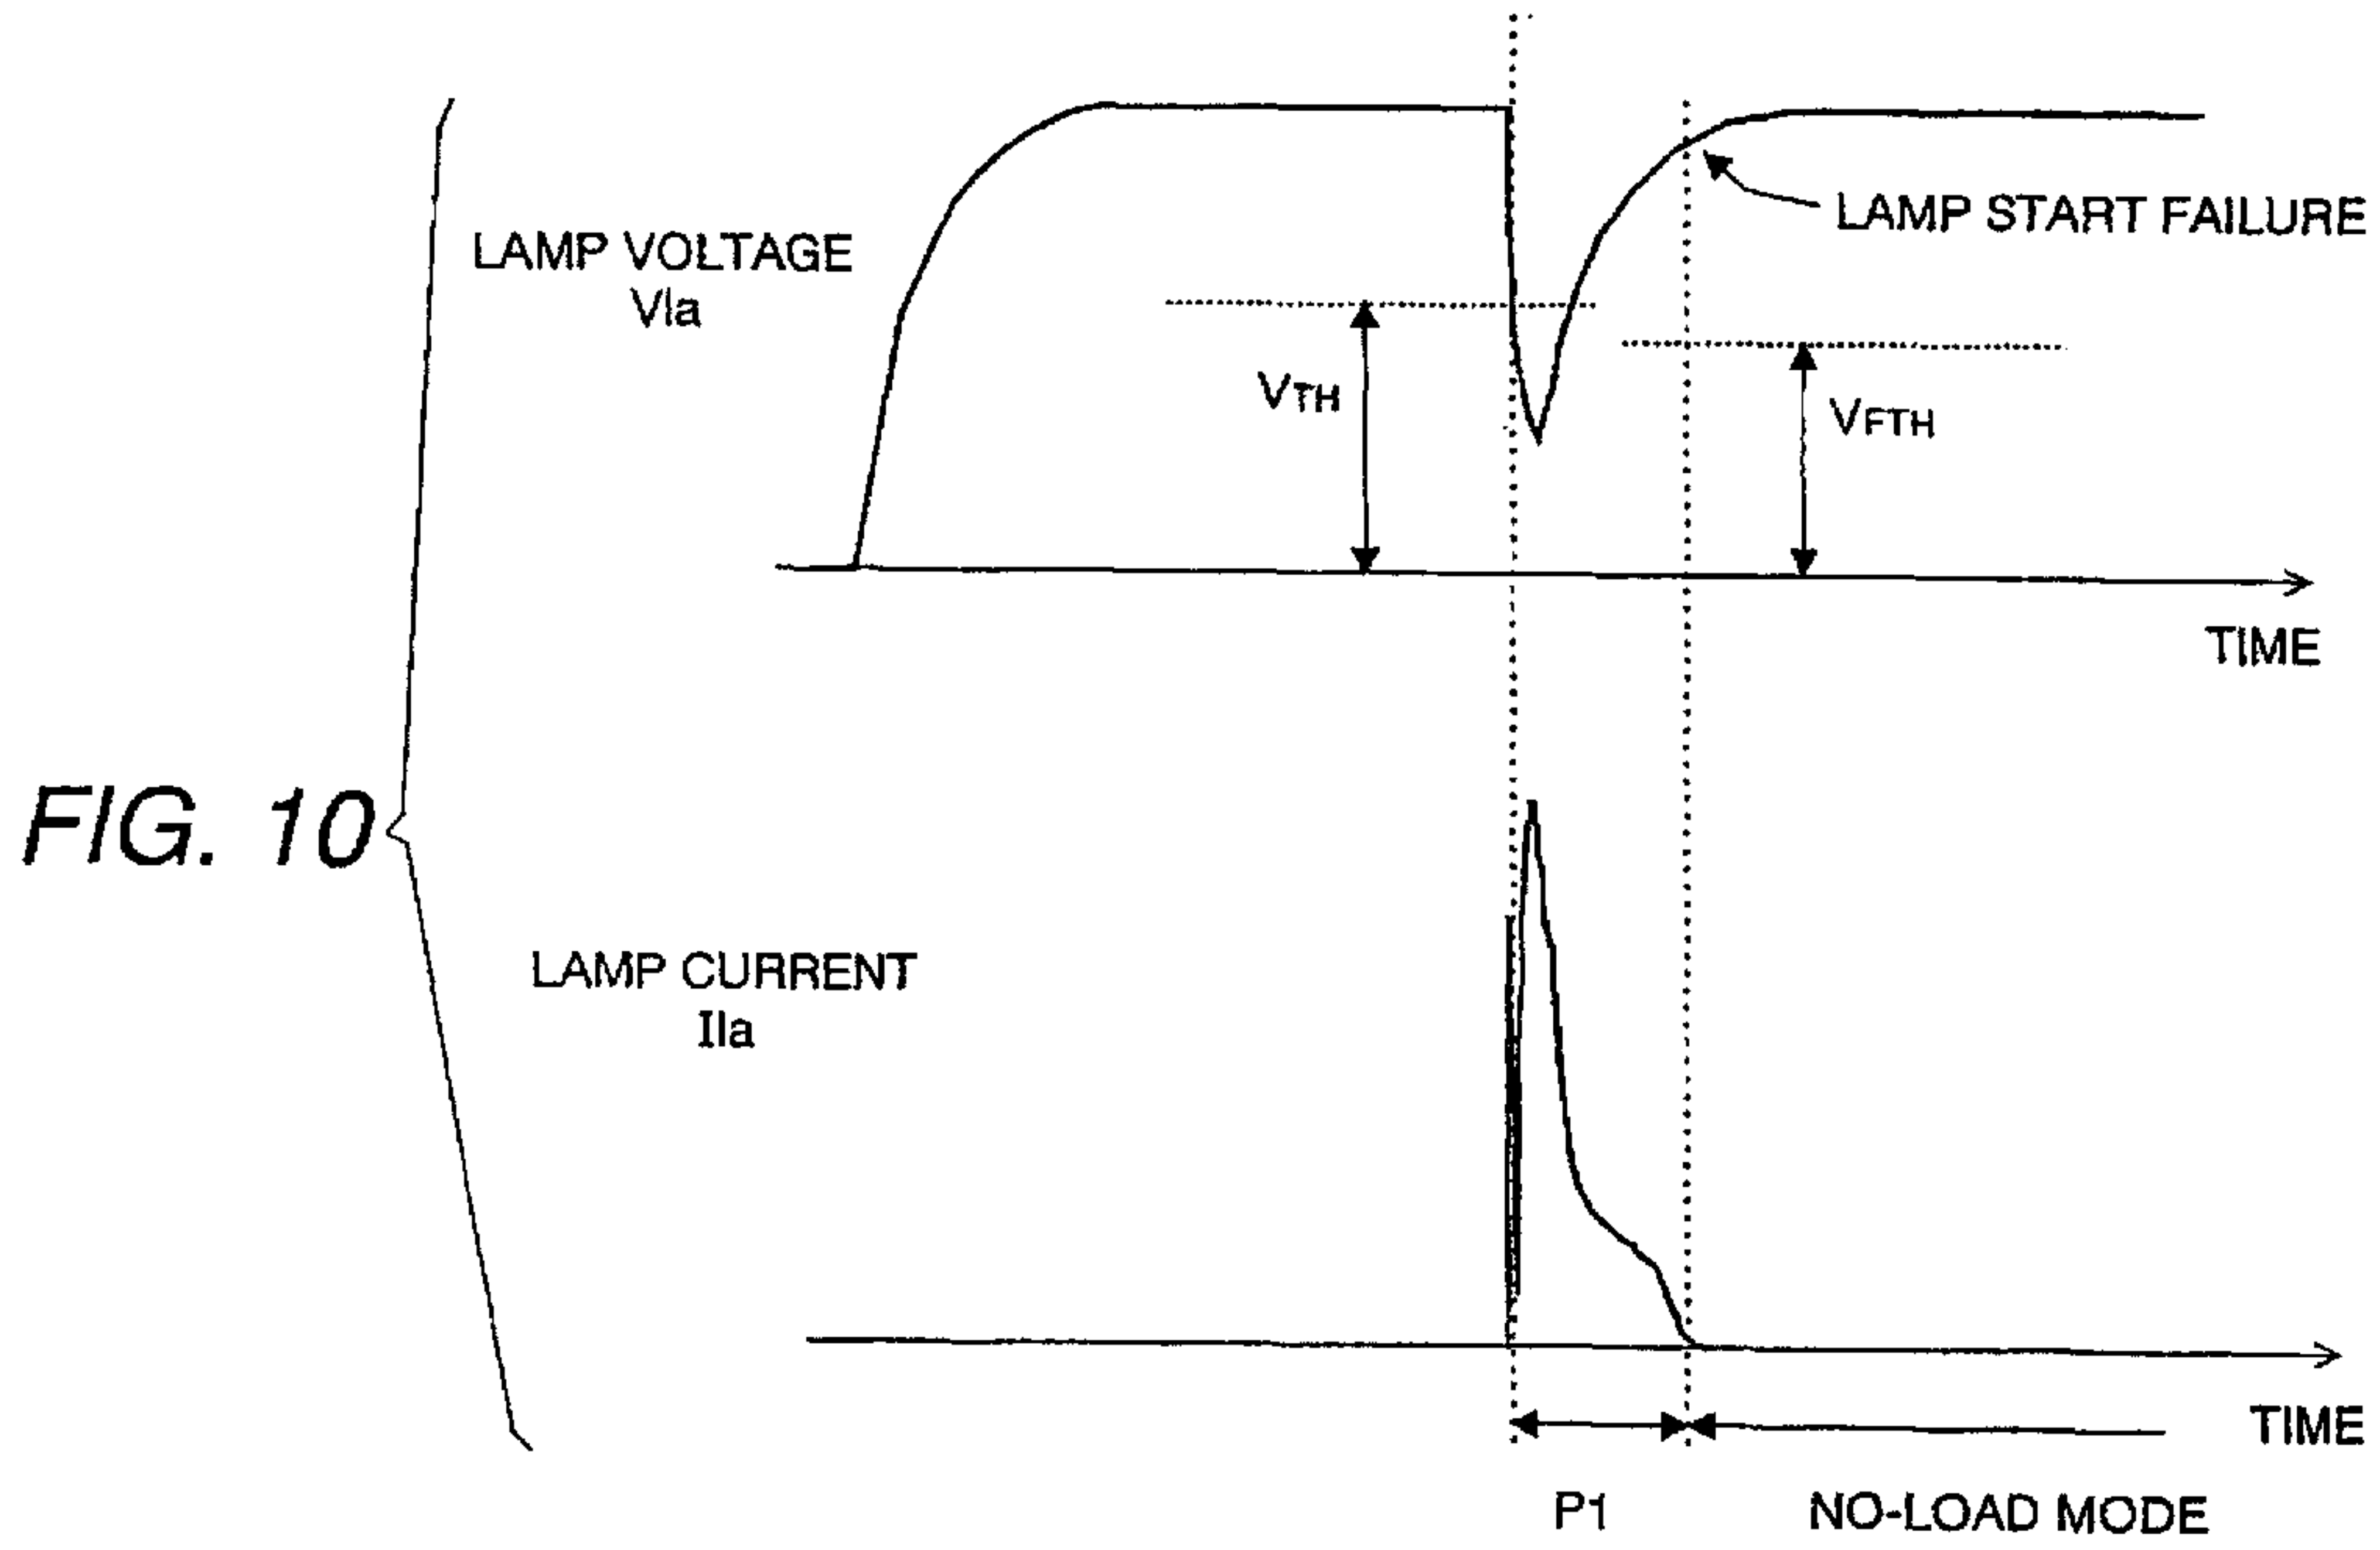 LAMP VOLTAGE
Vla
LAMP START FAILURE
VTH
VFTH
TIME
FIG. 10
LAMP CURRENT
Ila
TIME
P1
NO-LOAD MODE